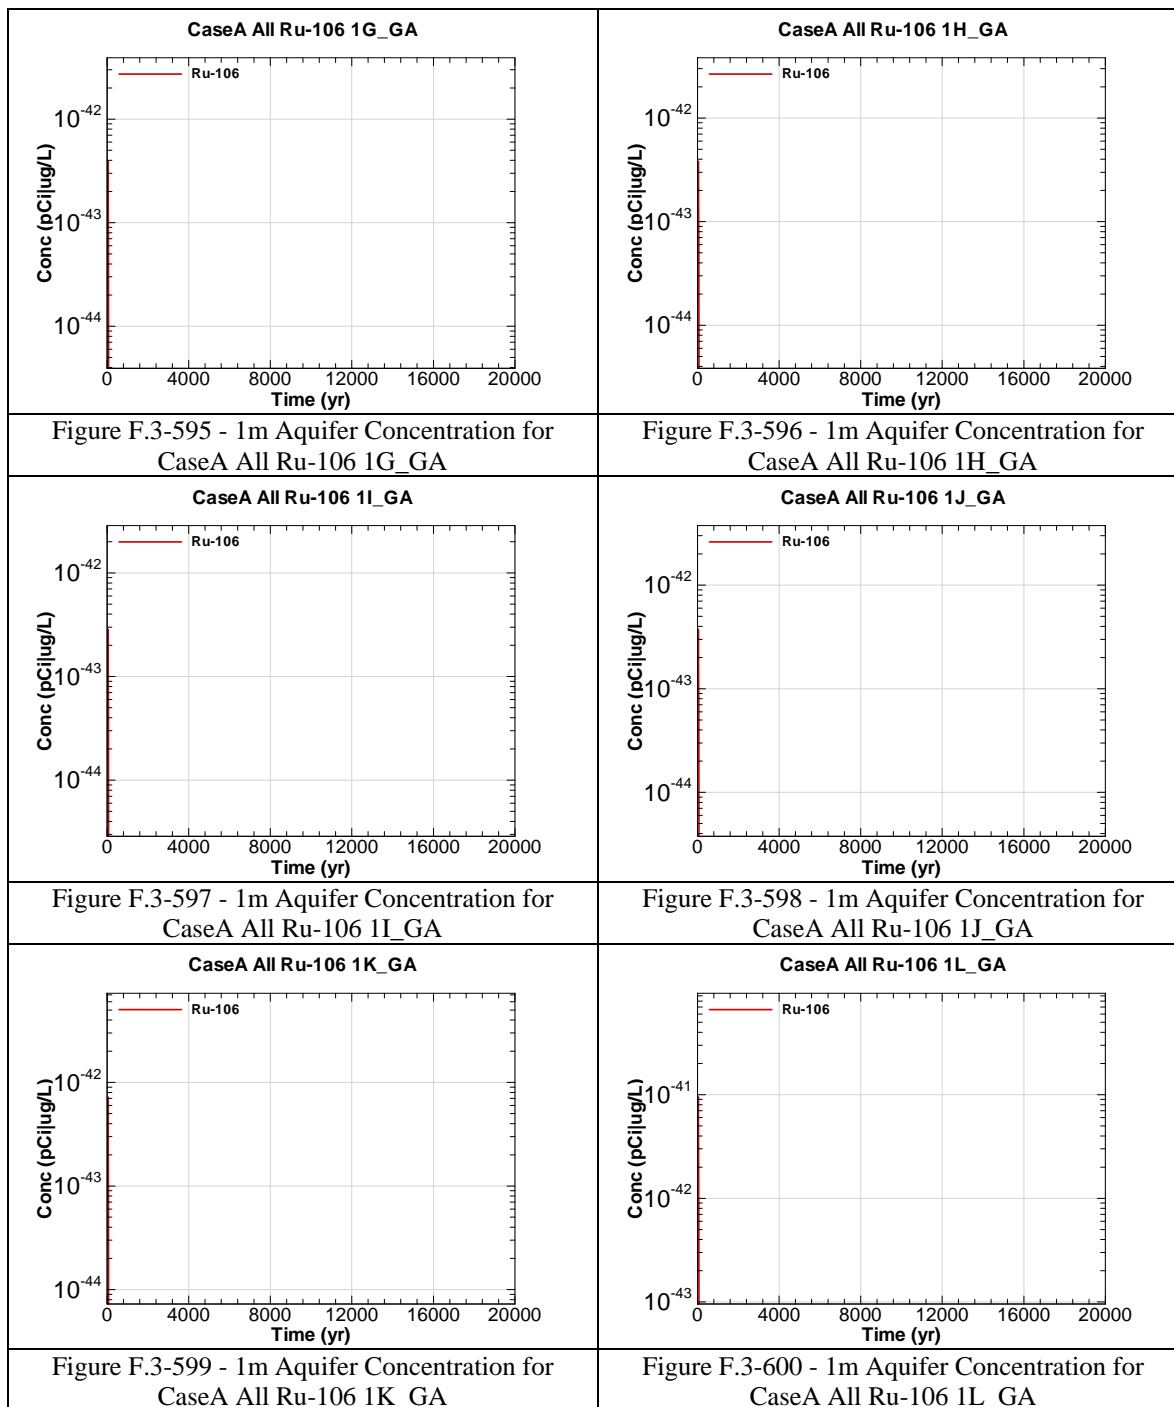 CaseA All Ru-106 1G_GA
Ru-106
10-42
10-43
10-44
Conc (pCi|ug/L)
0 4000 8000 12000 16000 20000
Time (yr)
Figure F.3-595 - 1m Aquifer Concentration for
CaseA All Ru-106 1G_GA
CaseA All Ru-106 1H_GA
Ru-106
10-42
10-43
10-44
Conc (pCi|ug/L)
0 4000 8000 12000 16000 20000
Time (yr)
Figure F.3-596 - 1m Aquifer Concentration for
CaseA All Ru-106 1H_GA
CaseA All Ru-106 1I_GA
Ru-106
10-42
10-43
10-44
Conc (pCi|ug/L)
0 4000 8000 12000 16000 20000
Time (yr)
Figure F.3-597 - 1m Aquifer Concentration for
CaseA All Ru-106 1I_GA
CaseA All Ru-106 1J_GA
Ru-106
10-42
10-43
10-44
Conc (pCi|ug/L)
0 4000 8000 12000 16000 20000
Time (yr)
Figure F.3-598 - 1m Aquifer Concentration for
CaseA All Ru-106 1J_GA
CaseA All Ru-106 1K_GA
Ru-106
10-42
10-43
10-44
Conc (pCi|ug/L)
0 4000 8000 12000 16000 20000
Time (yr)
Figure F.3-599 - 1m Aquifer Concentration for
CaseA All Ru-106 1K_GA
CaseA All Ru-106 1L_GA
Ru-106
10-41
10-42
10-43
Conc (pCi|ug/L)
0 4000 8000 12000 16000 20000
Time (yr)
Figure F.3-600 - 1m Aquifer Concentration for
CaseA All Ru-106 1L_GA